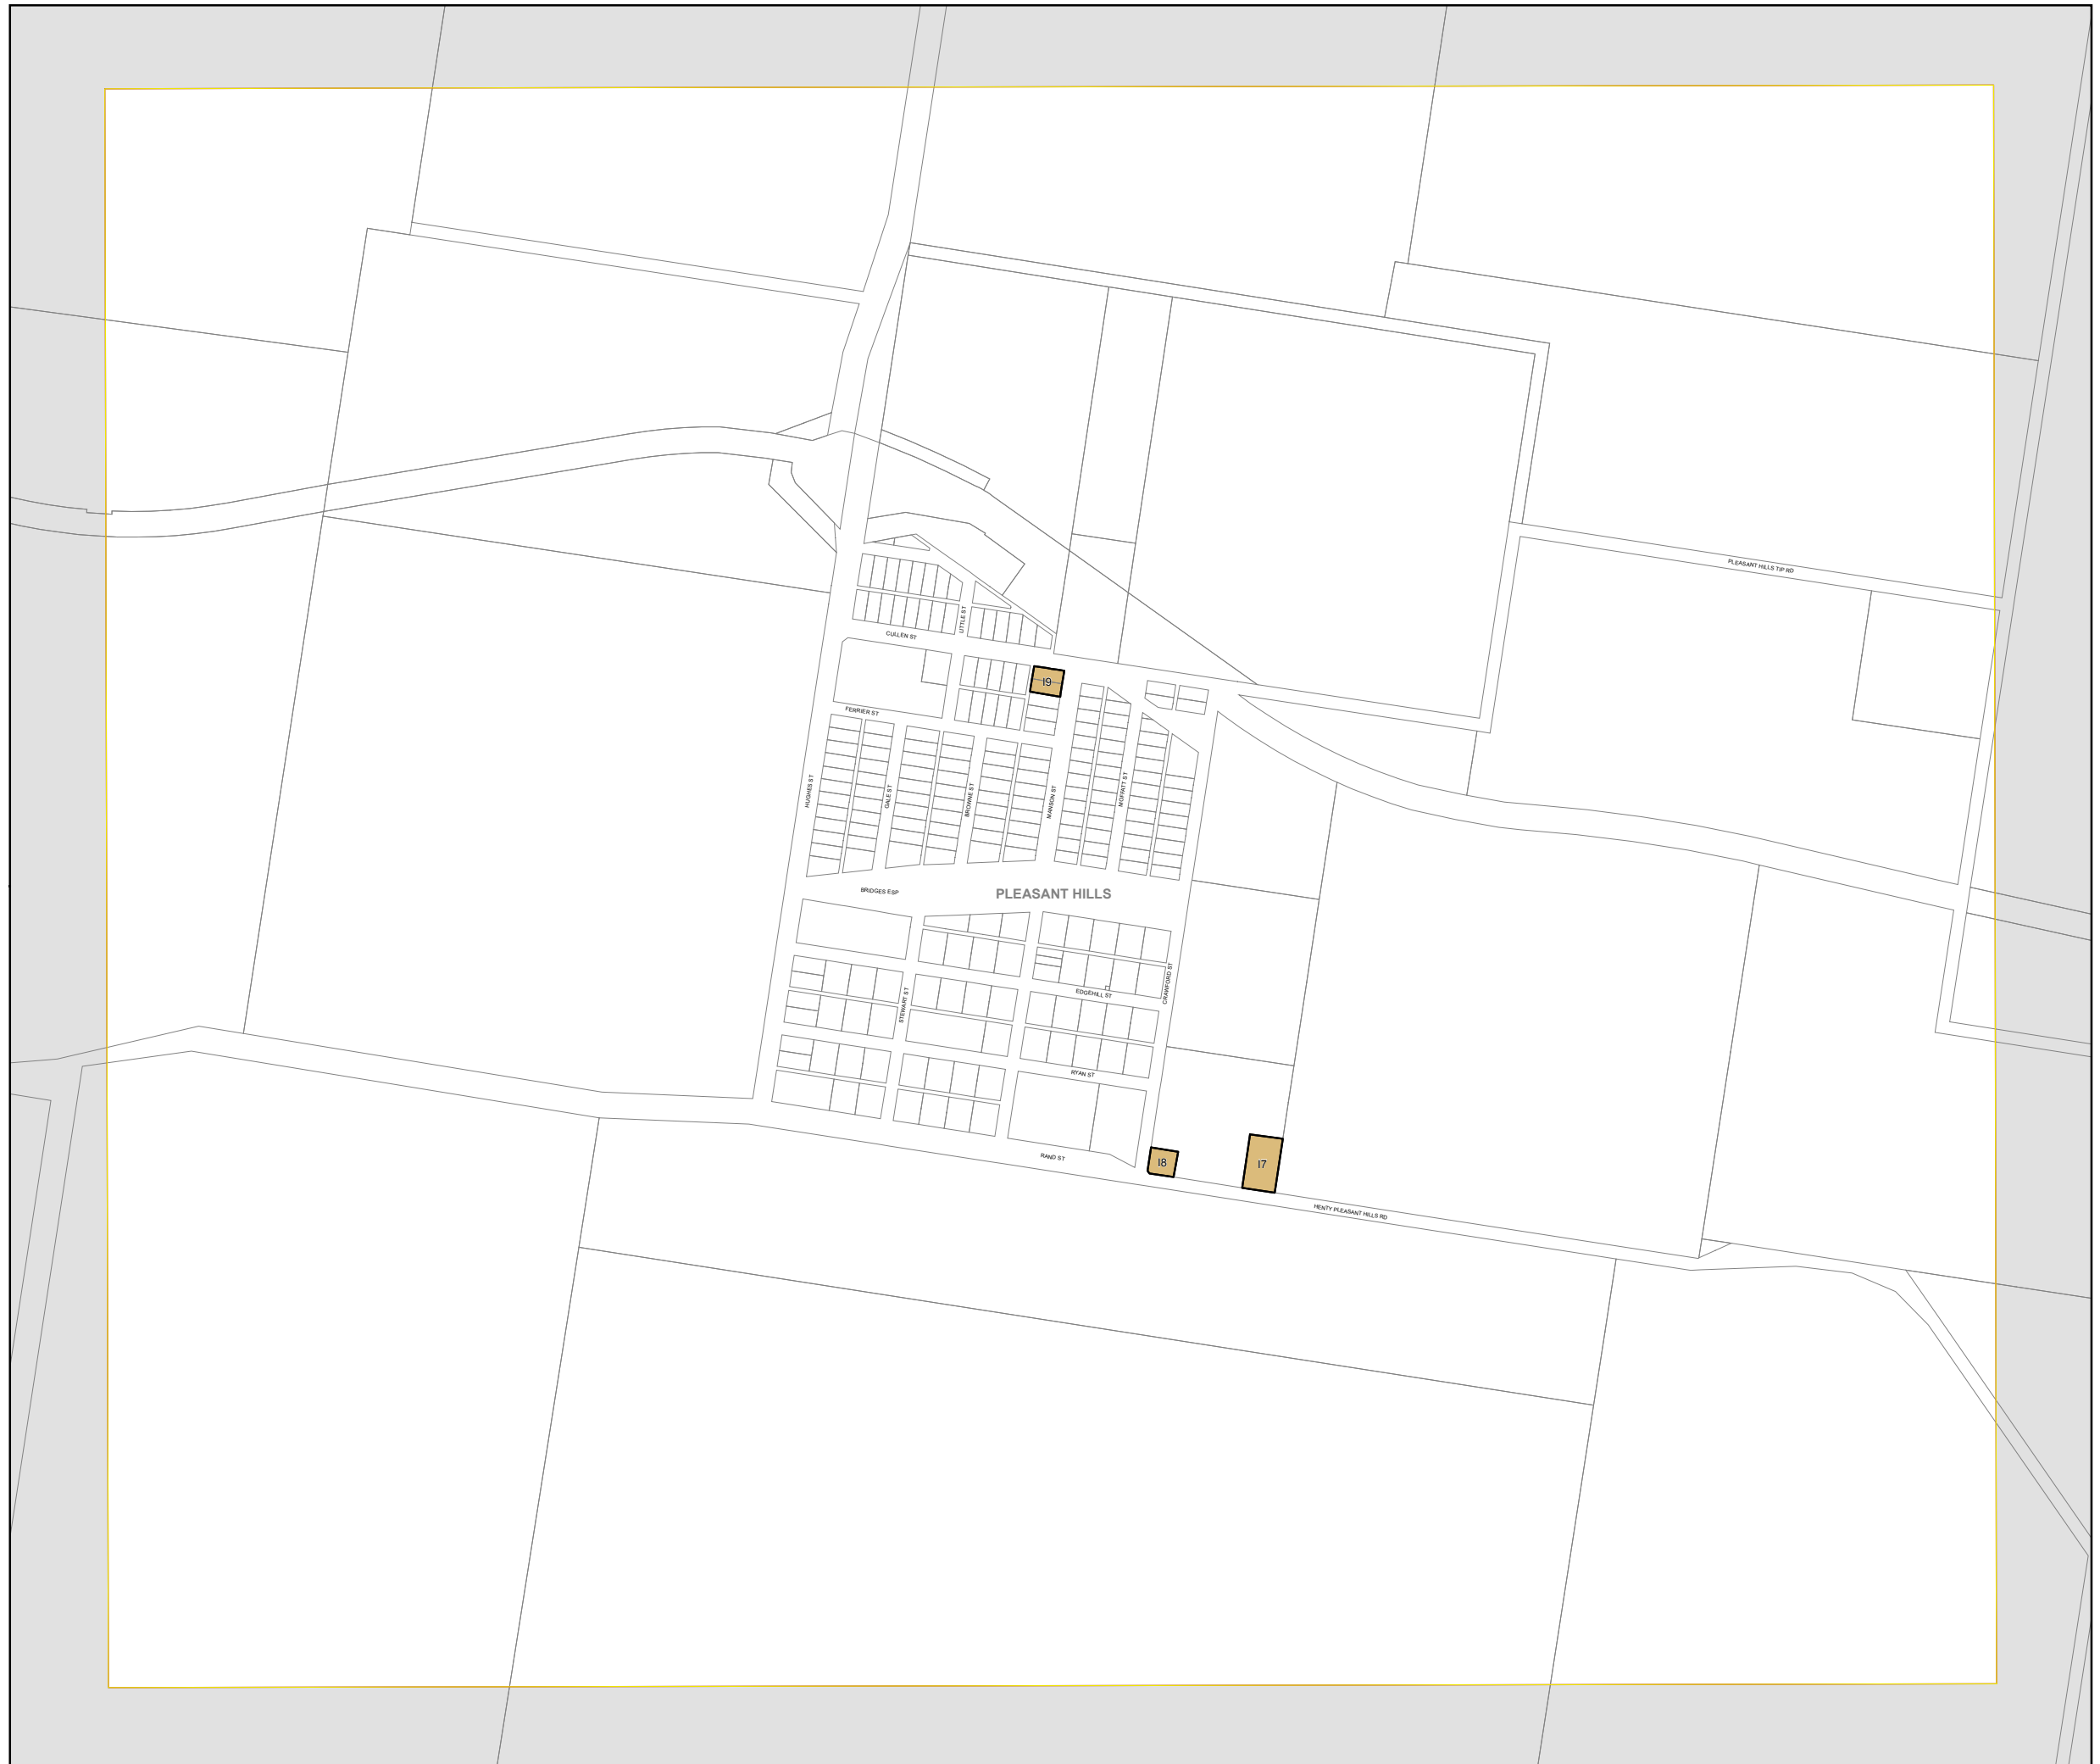 PLEASANT HILLS TIP RD
LITTLE ST
CULLEN ST
I9
FERRIER ST
HUGHES ST
GALE ST
BROWNE ST
MANSON ST
MOFFATT ST
BRIDGES ESP
PLEASANT HILLS
STEWART ST
EDGEHILL ST
CRAWFORD ST
RYAN ST
RAND ST
I8
I7
HENTY PLEASANT HILLS RD